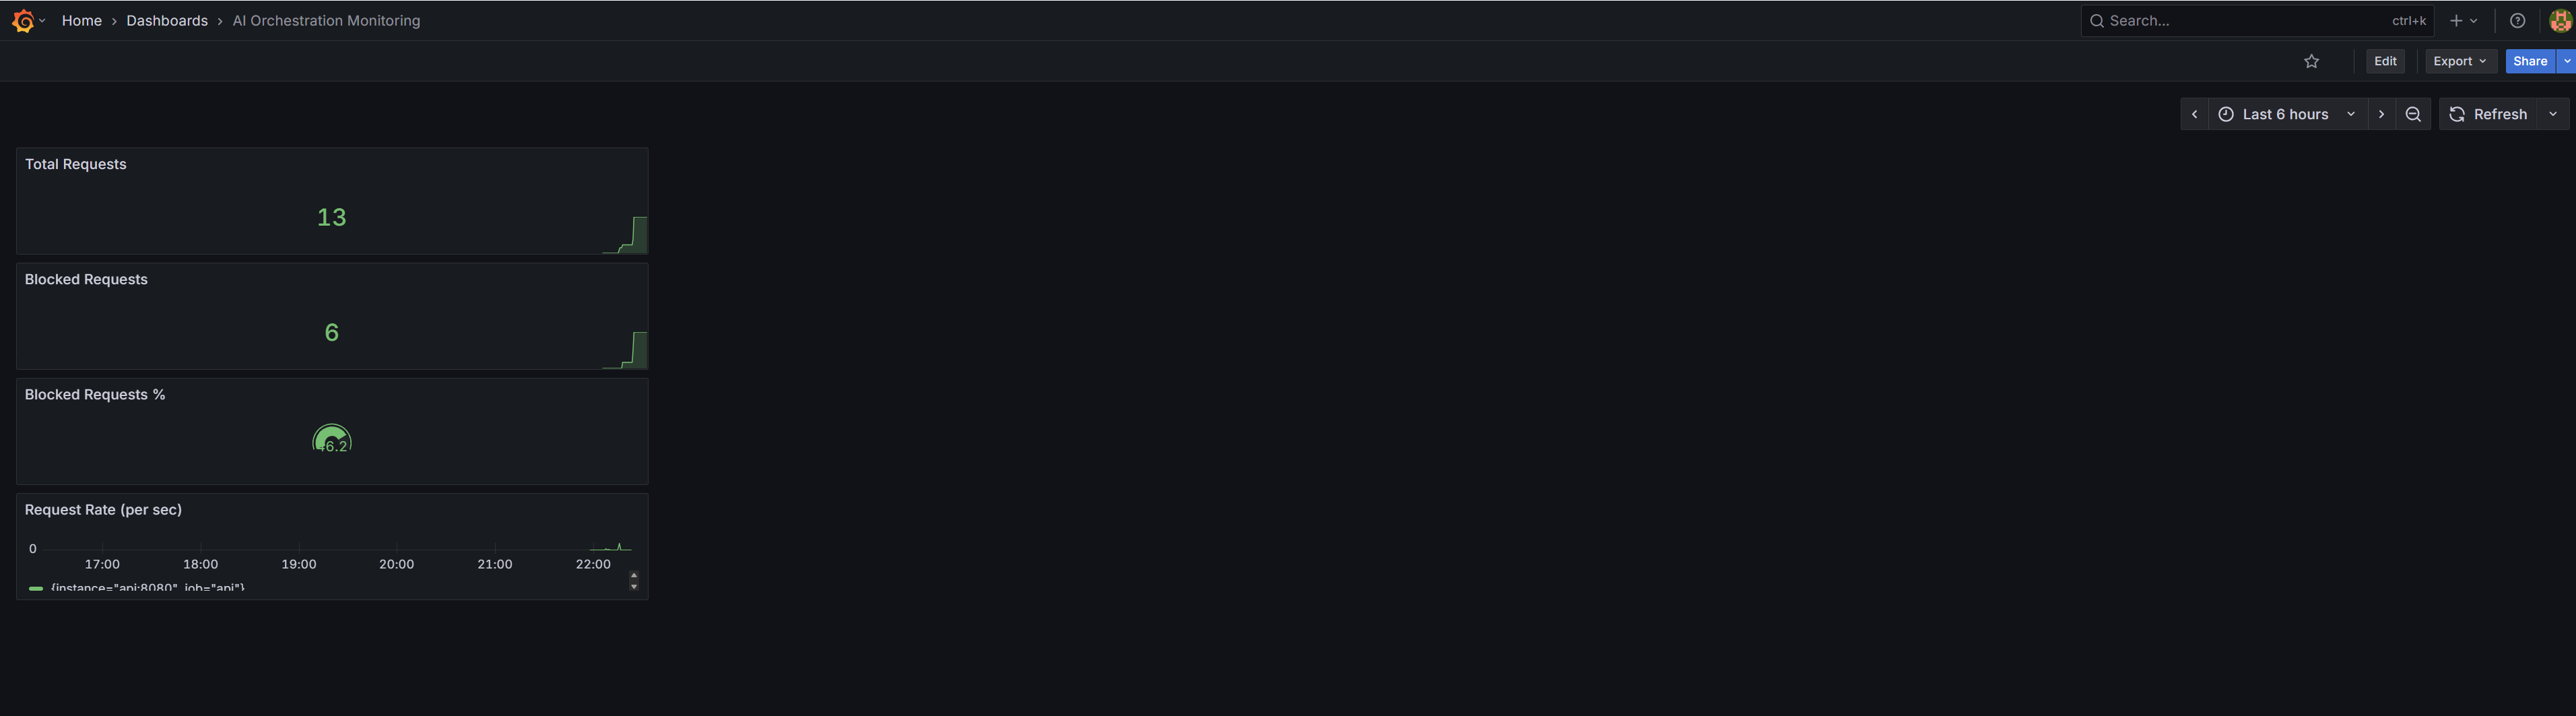 Home › Dashboards › AI Orchestration Monitoring
Search...
ctrl+k
Edit
Export
Share
Last 6 hours
Refresh
Total Requests
13
Blocked Requests
6
Blocked Requests %
46.2
Request Rate (per sec)
0
17:00 18:00 19:00 20:00 21:00 22:00
{instance="api:8080", job="api"}